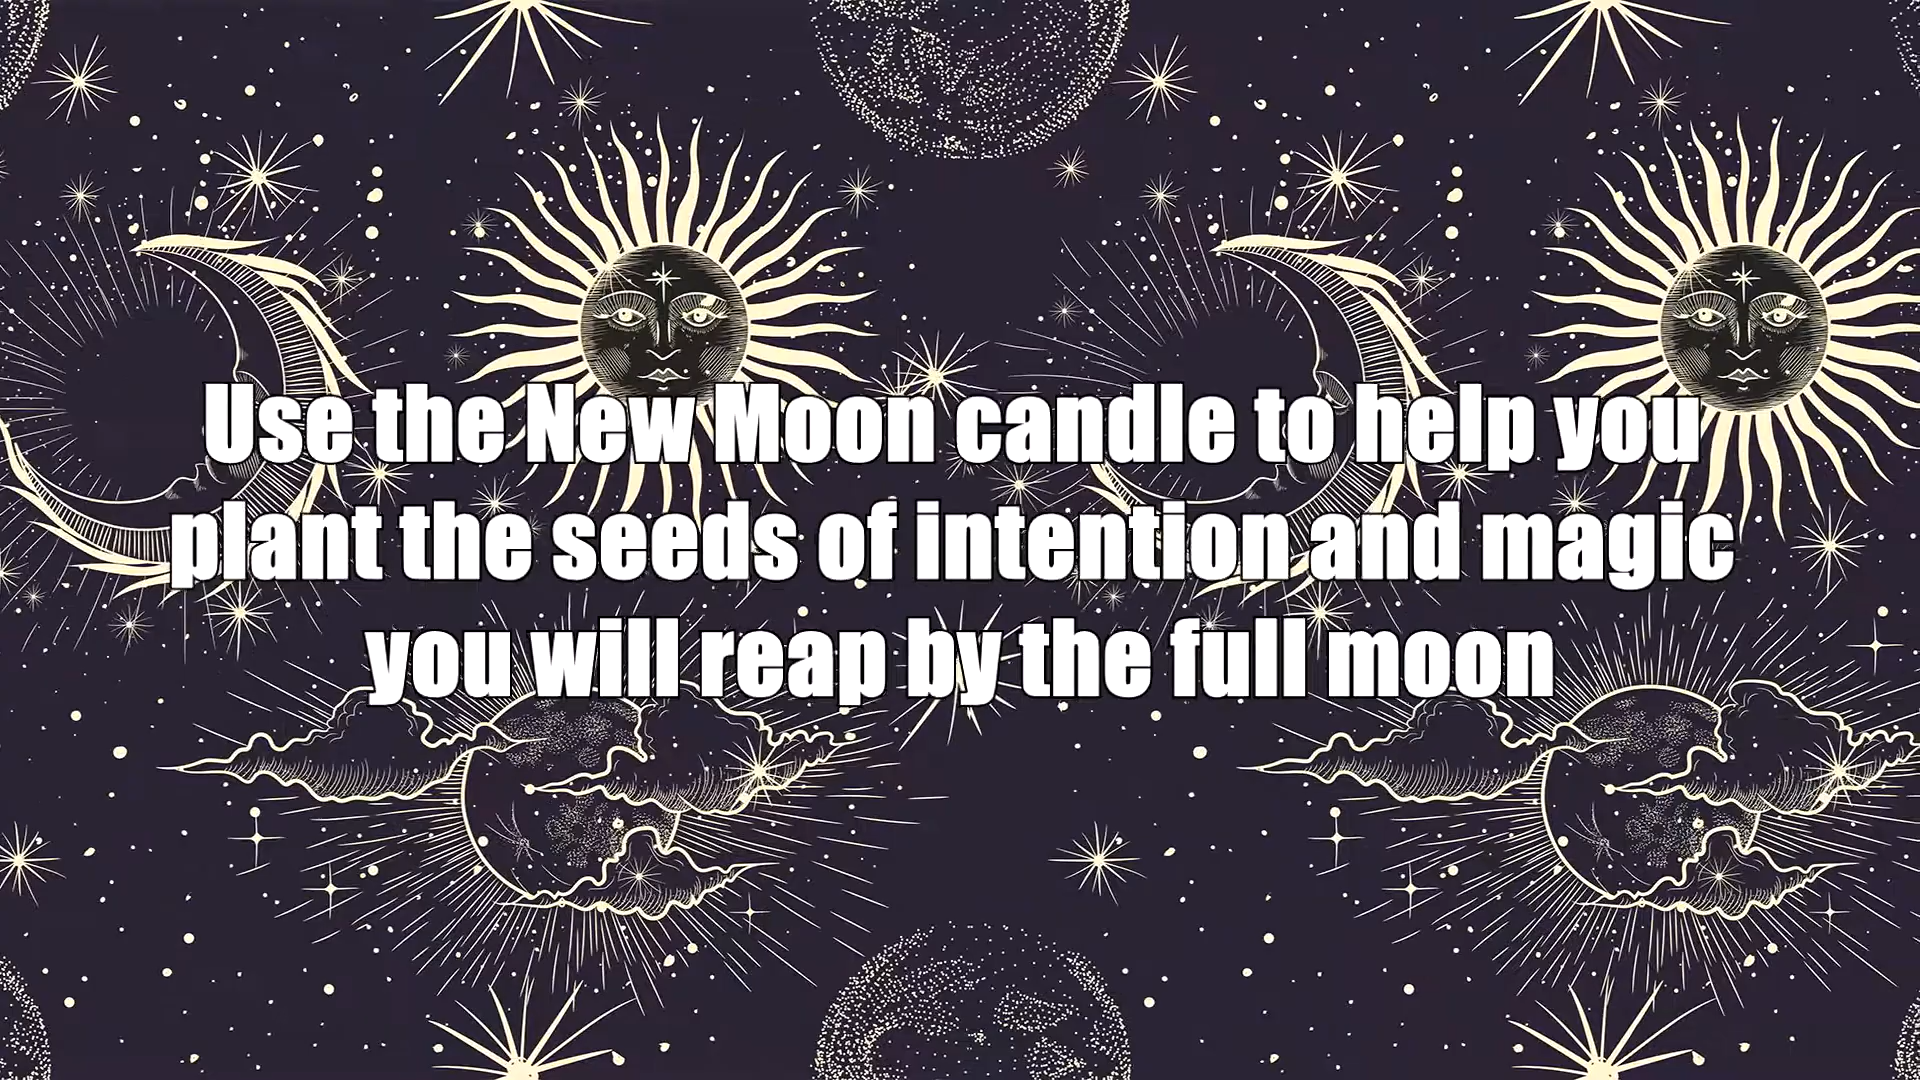 Use the New Moon candle to help you
plant the seeds of intention and magic
you will reap by the full moon